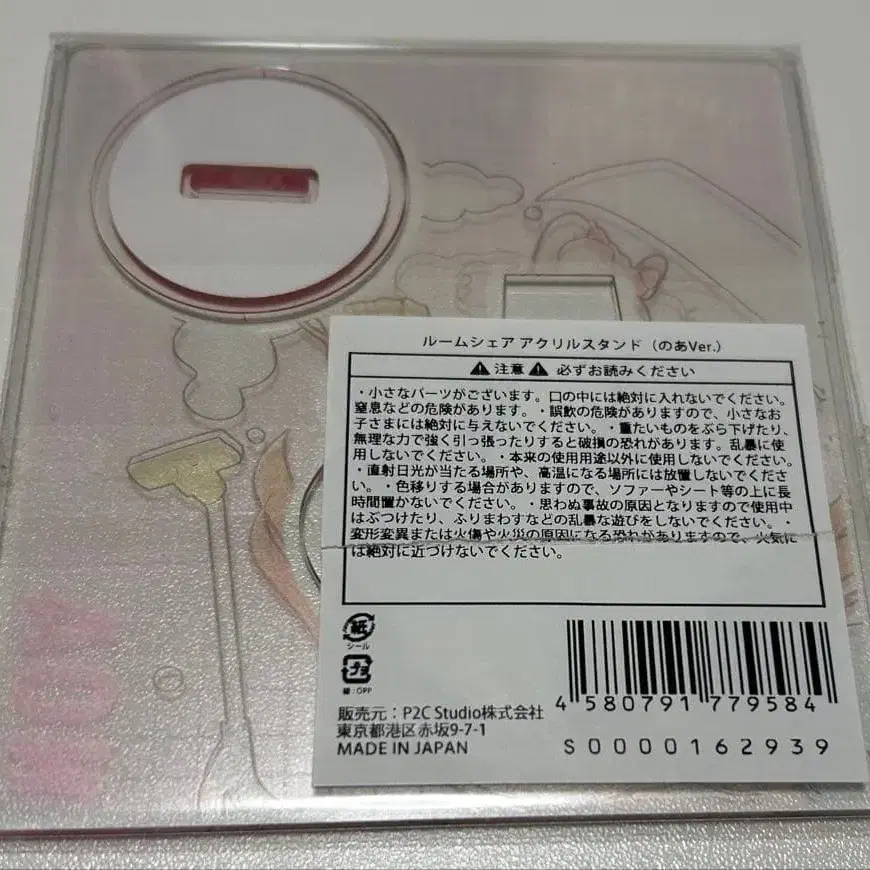 ルームシェア アクリルスタンド（のあVer.）
⚠注意⚠ 必ずお読みください
・小さなパーツがございます。口の中には絶対に入れないでください。
窒息などの危険があります。・誤飲の危険がありますので、小さなお
子さまには絶対に与えないでください。・重たいものをぶら下げたり、
無理な力で強く引っ張ったりすると破損の恐れがあります。乱暴に使
用しないでください。・本来の使用用途以外に使用しないでください。
・直射日光が当たる場所や、高温になる場所には放置しないでくださ
い。・色移りする場合がありますので、ソファーやシート等の上に長
時間置かないでください。・思わぬ事故の原因となりますので使用中
はぶつけたり、ふりまわすなどの乱暴な遊びをしないでください。・
変形変異または火傷や火災の原因になる恐れがありますので、火気に
は絶対に近づけないでください。
紙
シール
プラ
袋：OPP
販売元：P2C Studio株式会社
東京都港区赤坂9-7-1
MADE IN JAPAN
4 580791 779584
S0000162939